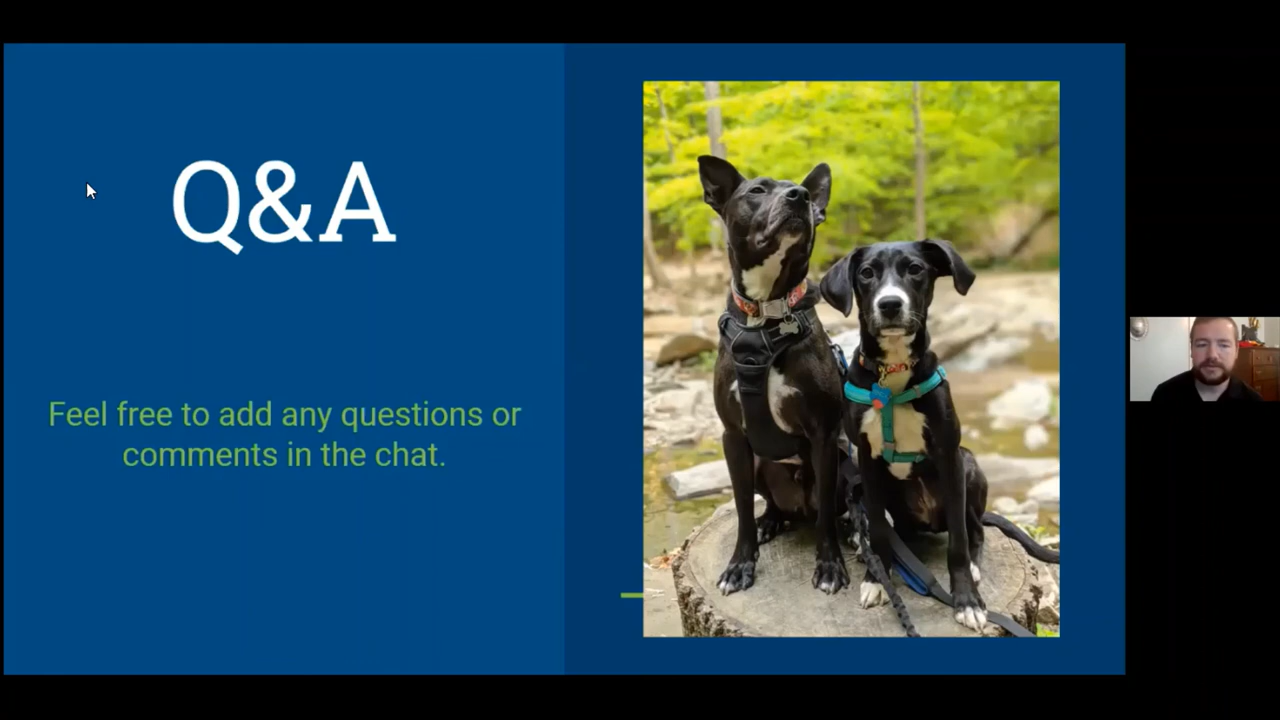 Q&A
Feel free to add any questions or
comments in the chat.